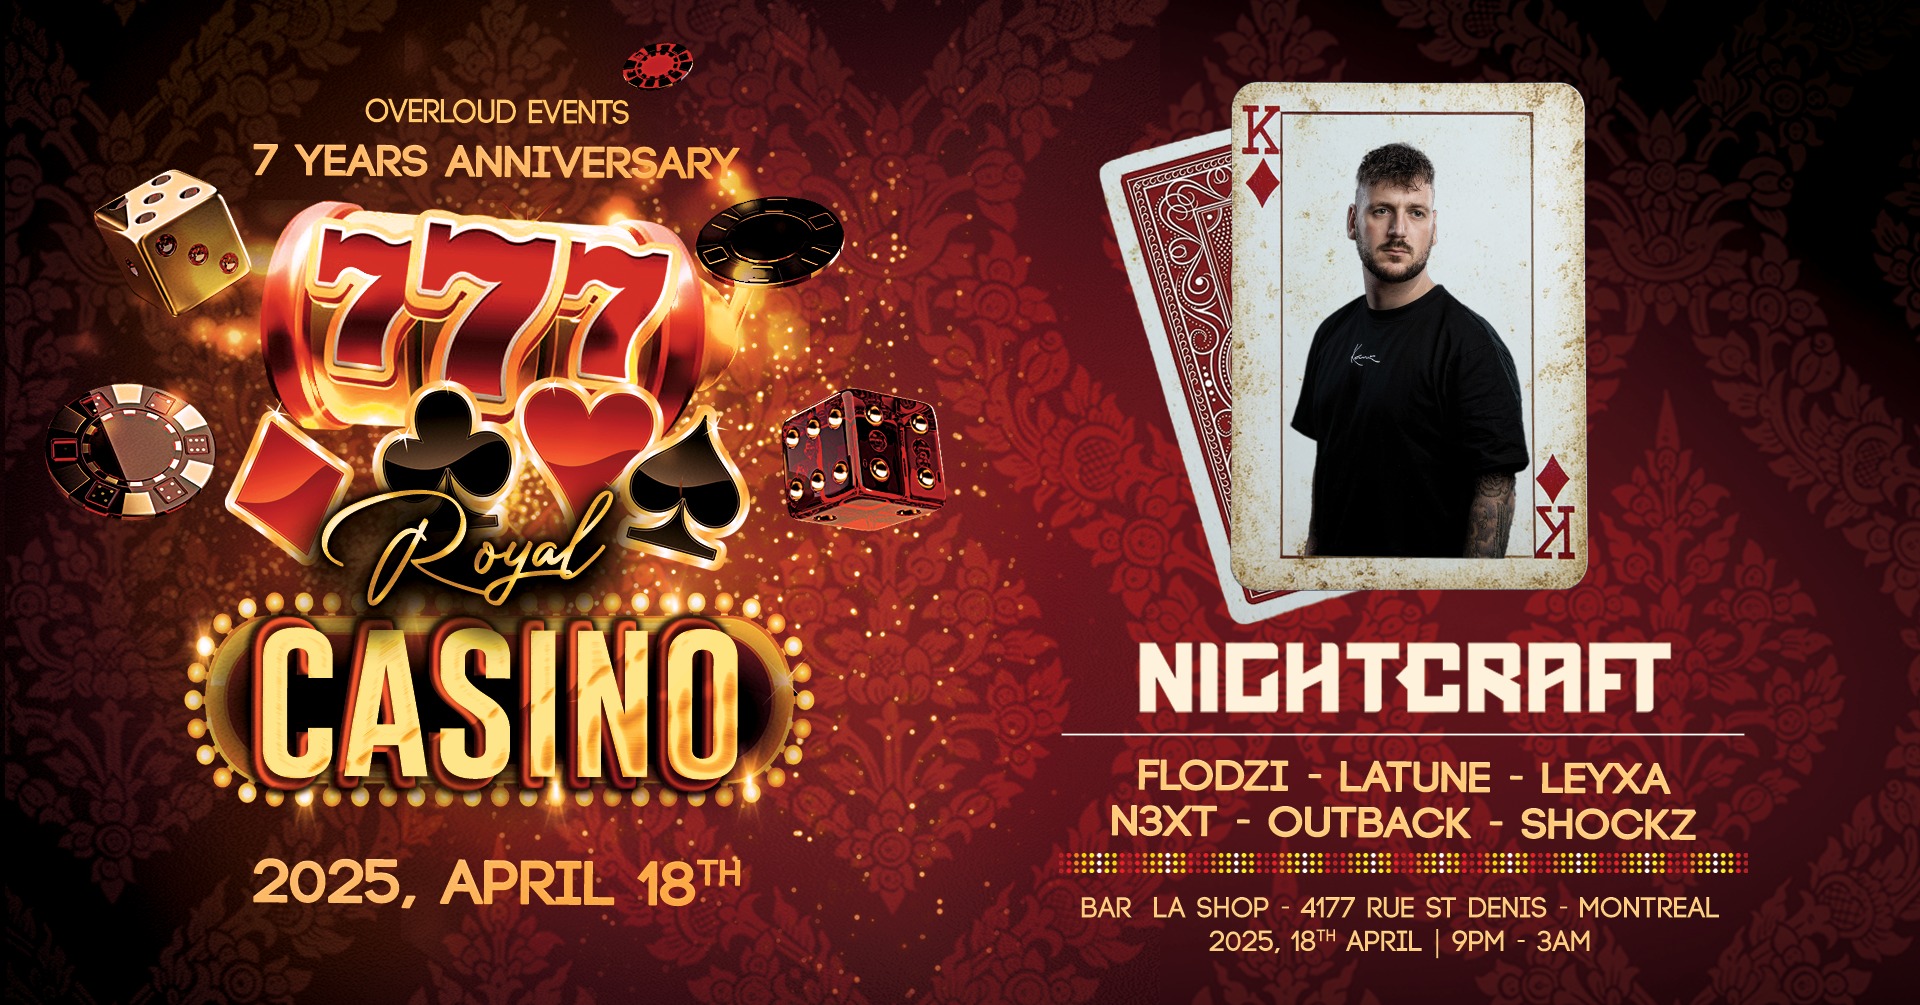 OVERLOUD EVENTS
7 YEARS ANNIVERSARY
777
Royal
CASINO
2025, APRIL 18TH
K
K
NIGHTCRAFT
FLODZI - LATUNE - LEYXA
N3XT - OUTBACK - SHOCKZ
BAR LA SHOP - 4177 RUE ST DENIS - MONTREAL
2025, 18TH APRIL | 9PM - 3AM